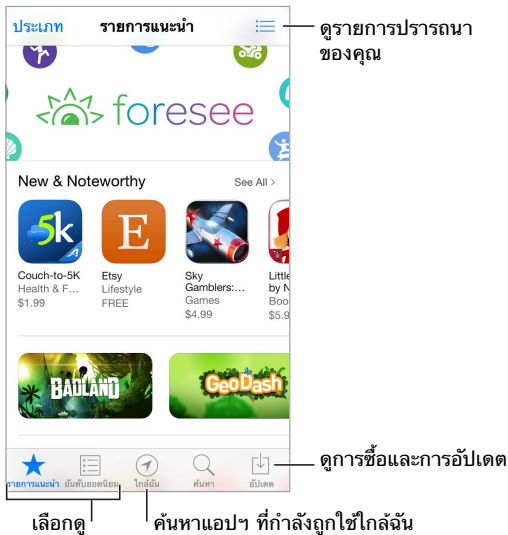 ประเภท
รายการแนะนำ
ดูรายการปรารถนา
ของคุณ
foresee
New & Noteworthy
See All >
5k
E
Couch-to-5K
Health & F...
$1.99
Etsy
Lifestyle
FREE
Sky
Gamblers:...
Games
$4.99
Little
by N
Boo
$5.9
BADLAND
GeoDash
รายการแนะนำ
อันดับยอดนิยม
ใกล้ฉัน
ค้นหา
อัปเดต
ดูการซื้อและการอัปเดต
เลือกดู
ค้นหาแอปฯ ที่กำลังถูกใช้ใกล้ฉัน